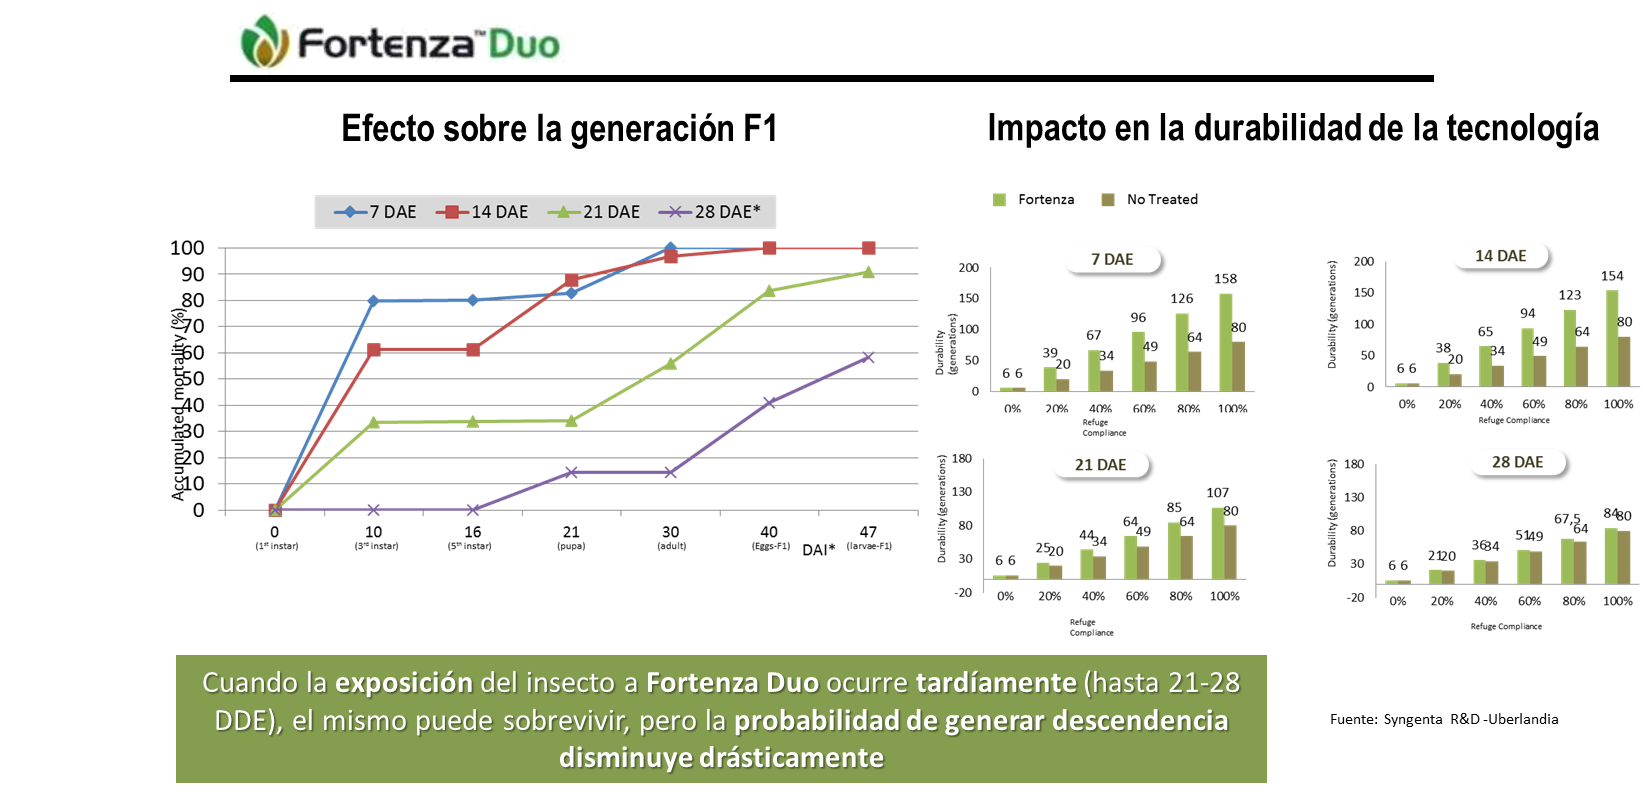 Fortenza™ Duo
Efecto sobre la generación F1
Impacto en la durabilidad de la tecnología
7 DAE 14 DAE 21 DAE 28 DAE*
Accumulated mortality (%)
100
90
80
70
60
50
40
30
20
10
0
0 10 16 21 30 40 47
(1st instar) (3rd instar) (5th instar) (pupa) (adult) (Eggs-F1) (larvae-F1)
DAI*
Fortenza No Treated
7 DAE
Durability
(generations)
200
150
100
50
0
6 6 39 20 67 34 96 49 126 64 158 80
0% 20% 40% 60% 80% 100%
Refuge
Compliance
14 DAE
Durability (generations)
200
150
100
50
0
6 6 38 20 65 34 94 49 123 64 154 80
0% 20% 40% 60% 80% 100%
Refuge Compliance
21 DAE
Durability (generations)
180
130
80
30
-20
6 6 25 20 44 34 64 49 85 64 107 80
0% 20% 40% 60% 80% 100%
Refuge
Compliance
28 DAE
Durability (generations)
180
130
80
30
-20
6 6 21 20 36 34 51 49 67,5 64 84 80
0% 20% 40% 60% 80% 100%
Refuge Compliance
Cuando la exposición del insecto a Fortenza Duo ocurre tardíamente (hasta 21-28
DDE), el mismo puede sobrevivir, pero la probabilidad de generar descendencia
disminuye drásticamente
Fuente: Syngenta R&D -Uberlandia